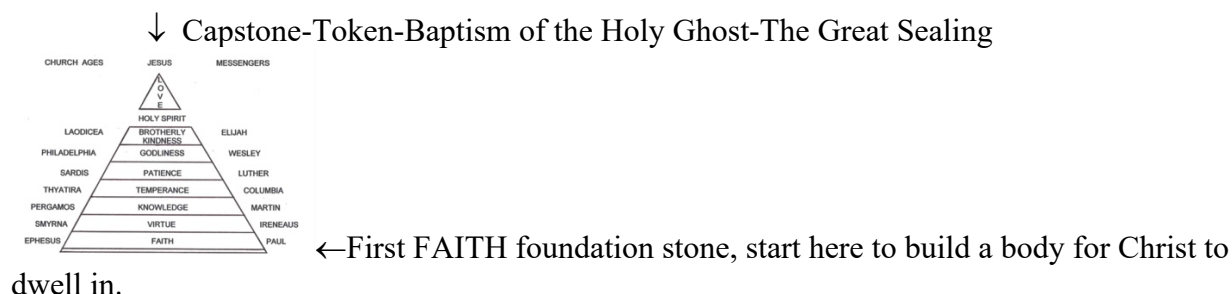 ↓ Capstone-Token-Baptism of the Holy Ghost-The Great Sealing
CHURCH AGES JESUS MESSENGERS
L
O
V
E
HOLY SPIRIT
LAODICEA BROTHERLY KINDNESS ELIJAH
PHILADELPHIA GODLINESS WESLEY
SARDIS PATIENCE LUTHER
THYATIRA TEMPERANCE COLUMBIA
PERGAMOS KNOWLEDGE MARTIN
SMYRNA VIRTUE IRENEAUS
EPHESUS FAITH PAUL
←First FAITH foundation stone, start here to build a body for Christ to
dwell in.